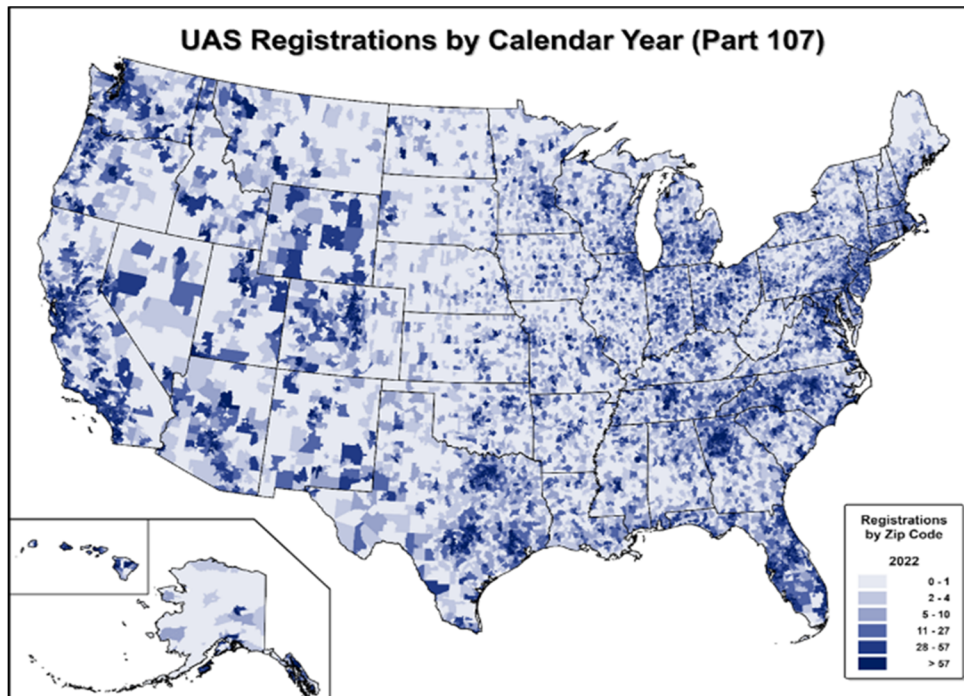 UAS Registrations by Calendar Year (Part 107)
Registrations
by Zip Code
2022
0 - 1
2 - 4
5 - 10
11 - 27
28 - 57
> 57